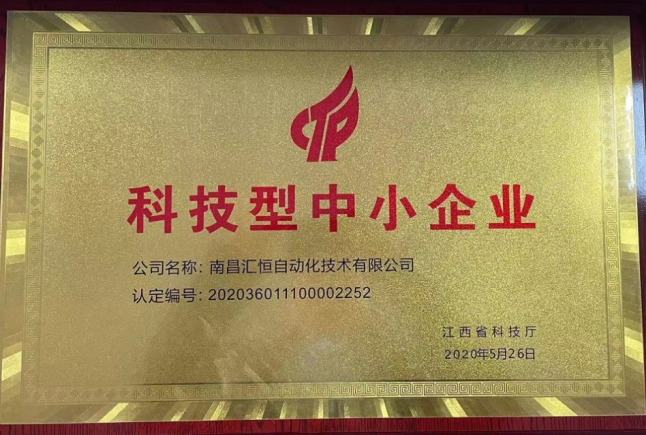 CTP
科技型中小企业
公司名称：南昌汇恒自动化技术有限公司
认定编号：202036011100002252
江西省科技厅
2020年5月26日